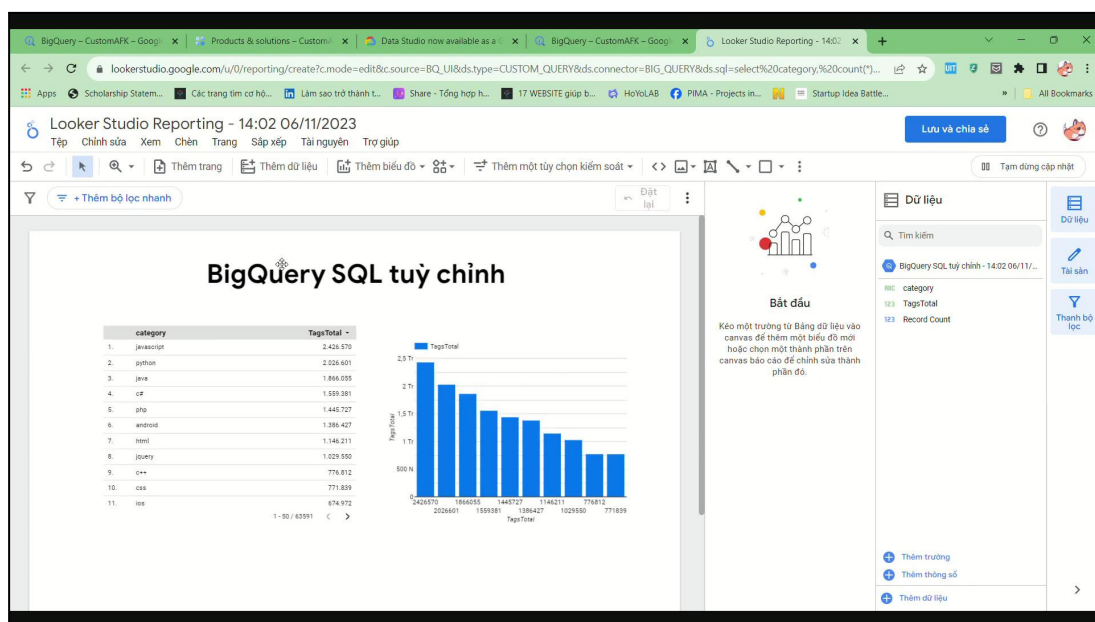 BigQuery – CustomAFK – Googl
Products & solutions – Custom
Data Studio now available as a
BigQuery – CustomAFK – Googl
Looker Studio Reporting - 14:02
lookerstudio.google.com/u/0/reporting/create?c.mode=edit&c.source=BQ_UI&ds.type=CUSTOM_QUERY&ds.connector=BIG_QUERY&ds.sql=select%20category,%20count(*)...
Apps
Scholarship Statem...
Các trang tìm cơ hộ...
Làm sao trở thành t...
Share - Tổng hợp h...
17 WEBSITE giúp b...
HoYoLAB
PIMA - Projects in...
Startup Idea Battle...
»
All Bookmarks
Looker Studio Reporting - 14:02 06/11/2023
Tệp Chỉnh sửa Xem Chèn Trang Sắp xếp Tài nguyên Trợ giúp
Lưu và chia sẻ
Thêm trang
Thêm dữ liệu
Thêm biểu đồ
Thêm một tùy chọn kiểm soát
Tạm dừng cập nhật
+ Thêm bộ lọc nhanh
Đặt lại
BigQuery SQL tuỳ chỉnh
category TagsTotal
1. javascript 2.426.570
2. python 2.026.601
3. java 1.866.055
4. c# 1.559.381
5. php 1.445.727
6. android 1.386.427
7. html 1.146.211
8. jquery 1.029.550
9. c++ 776.812
10. css 771.839
11. ios 674.972
1 - 50 / 63591
TagsTotal
2,5 Tr
2 Tr
1,5 Tr
1 Tr
500 N
0
TagsTotal
2426570 1866055 1445727 1146211 776812
2026601 1559381 1386427 1029550 771839
TagsTotal
Bắt đầu
Kéo một trường từ Bảng dữ liệu vào
canvas để thêm một biểu đồ mới
hoặc chọn một thành phần trên
canvas báo cáo để chỉnh sửa thành
phần đó.
Dữ liệu
Tìm kiếm
BigQuery SQL tuỳ chỉnh - 14:02 06/11/...
ABC category
123 TagsTotal
123 Record Count
Thêm trường
Thêm thông số
Thêm dữ liệu
Dữ liệu
Tài sản
Thanh bộ
lọc